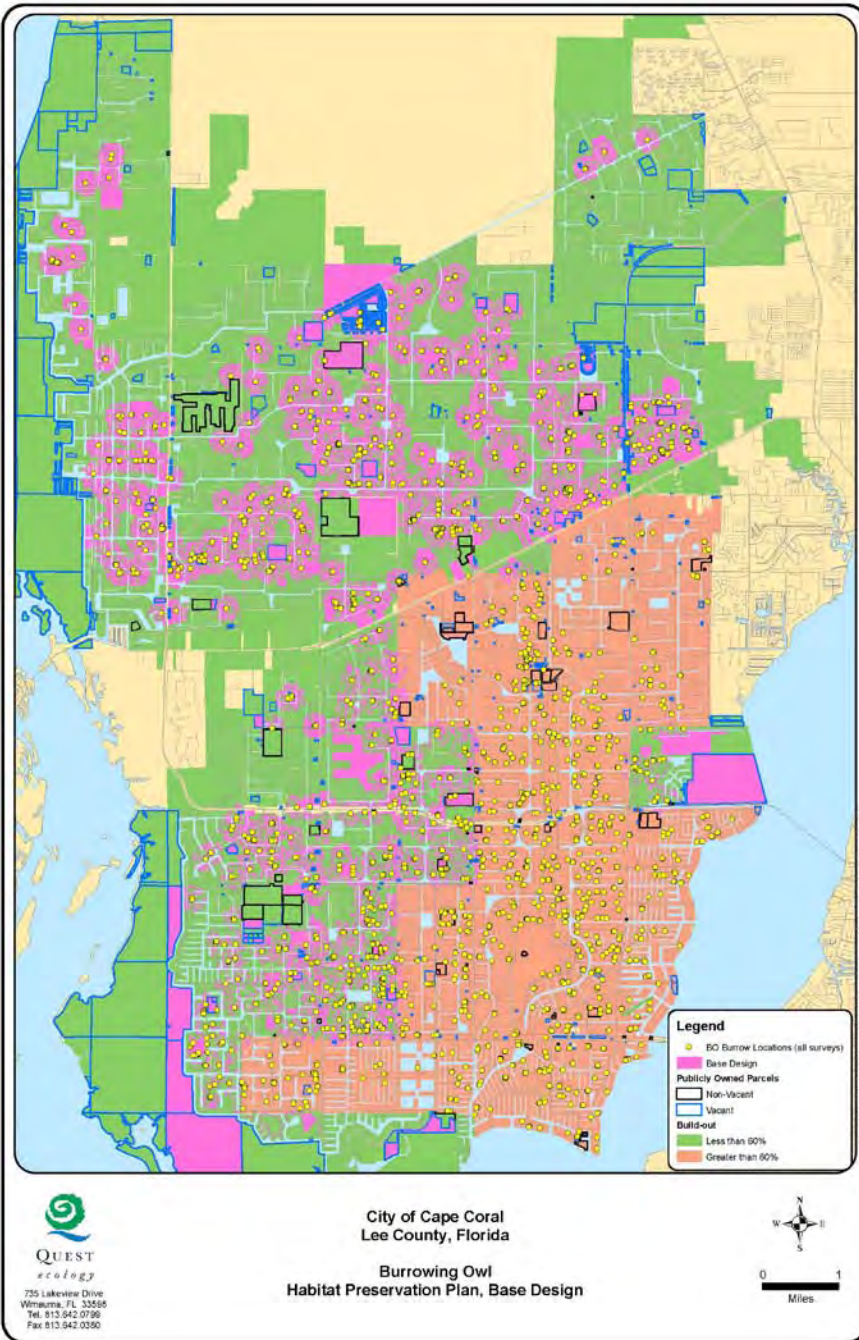 Legend
BO Burrow Locations (all surveys)
Base Design
Publicly Owned Parcels
Non-Vacant
Vacant
Build-out
Less than 60%
Greater than 60%
QUEST
ecology
735 Lakeview Drive
Wimauma, FL 33598
Tel. 813.642.0799
Fax 813.642.0380
City of Cape Coral
Lee County, Florida
Burrowing Owl
Habitat Preservation Plan, Base Design
N
W
E
S
0 1
Miles